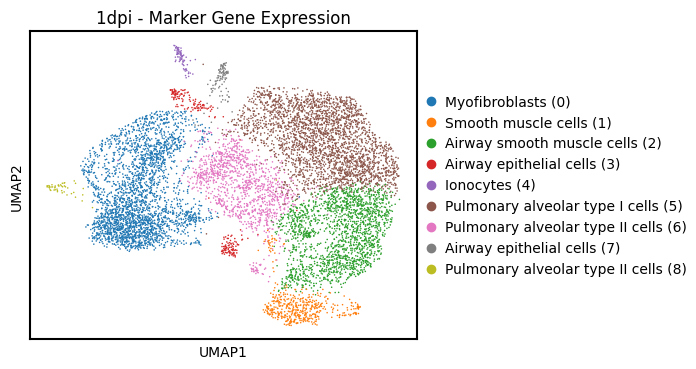 1dpi - Marker Gene Expression
UMAP2
UMAP1
Myofibroblasts (0)
Smooth muscle cells (1)
Airway smooth muscle cells (2)
Airway epithelial cells (3)
Ionocytes (4)
Pulmonary alveolar type I cells (5)
Pulmonary alveolar type II cells (6)
Airway epithelial cells (7)
Pulmonary alveolar type II cells (8)